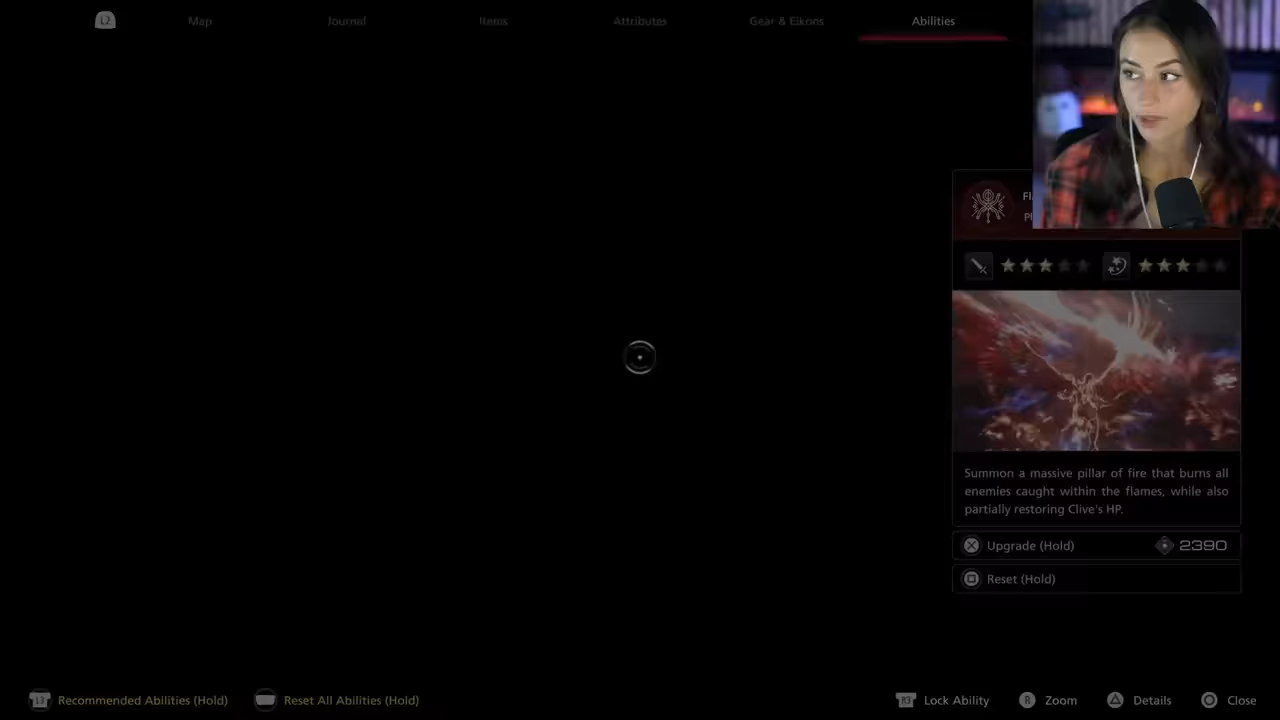 L2 Map Journal Items Attributes Gear & Eikons Abilities
Summon a massive pillar of fire that burns all
enemies caught within the flames, while also
partially restoring Clive's HP.
Upgrade (Hold) 2390
Reset (Hold)
L3 Recommended Abilities (Hold) Reset All Abilities (Hold) R3 Lock Ability R Zoom Details Close